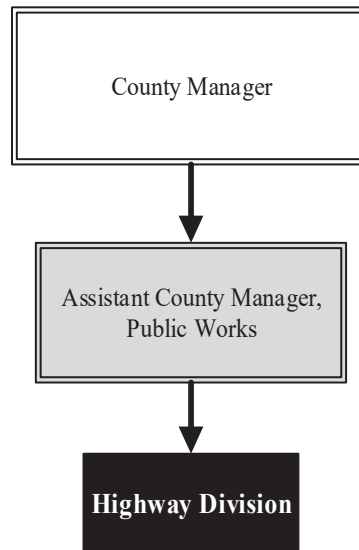 County Manager
Assistant County Manager,
Public Works
Highway Division